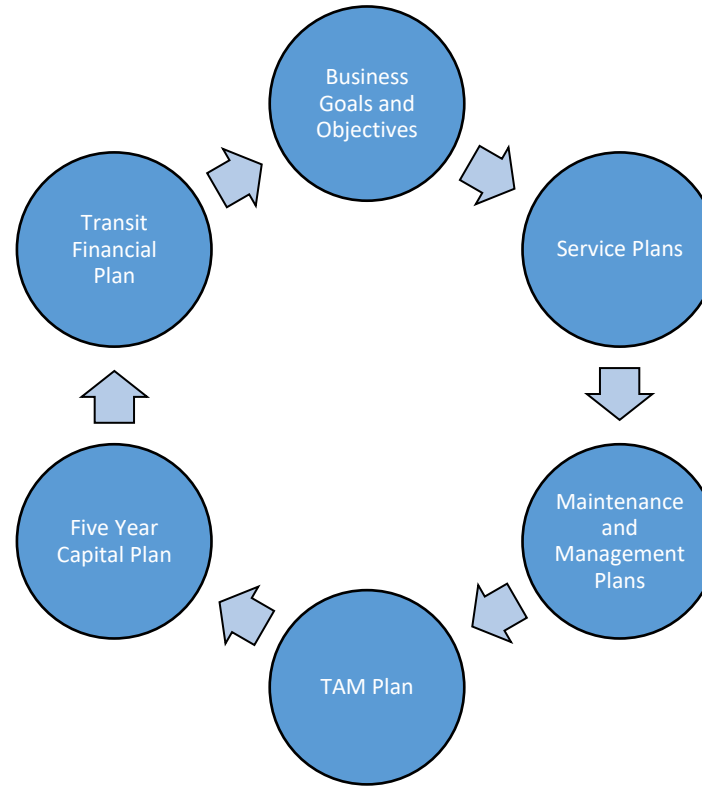 Business
Goals and
Objectives
Service Plans
Maintenance
and
Management
Plans
TAM Plan
Five Year
Capital Plan
Transit
Financial
Plan